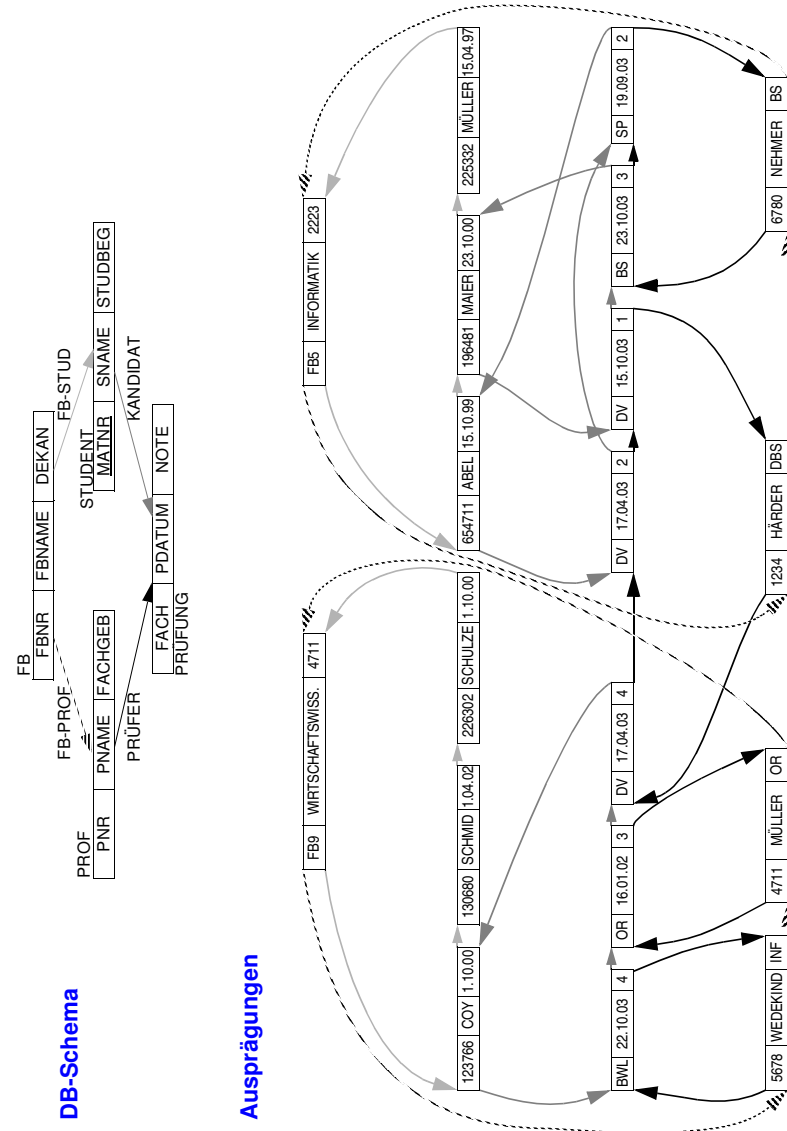 DB-Schema
FB
FBNR FBNAME DEKAN
FB-PROF FB-STUD
PROF
PNR PNAME FACHGEB
STUDENT
MATNR SNAME STUDBEG
PRÜFER KANDIDAT
FACH PDATUM NOTE
PRÜFUNG
Ausprägungen
FB9 WIRTSCHAFTSWISS. 4711
FB5 INFORMATIK 2223
123766 COY 1.10.00
130680 SCHMID 1.04.02
226302 SCHULZE 1.10.00
654711 ABEL 15.10.99
196481 MAIER 23.10.00
225332 MÜLLER 15.04.97
BWL 22.10.03 4
OR 16.01.02 3
DV 17.04.03 4
DV 17.04.03 2
DV 15.10.03 1
BS 23.10.03 3
SP 19.09.03 2
5678 WEDEKIND INF
4711 MÜLLER OR
1234 HÄRDER DBS
6780 NEHMER BS